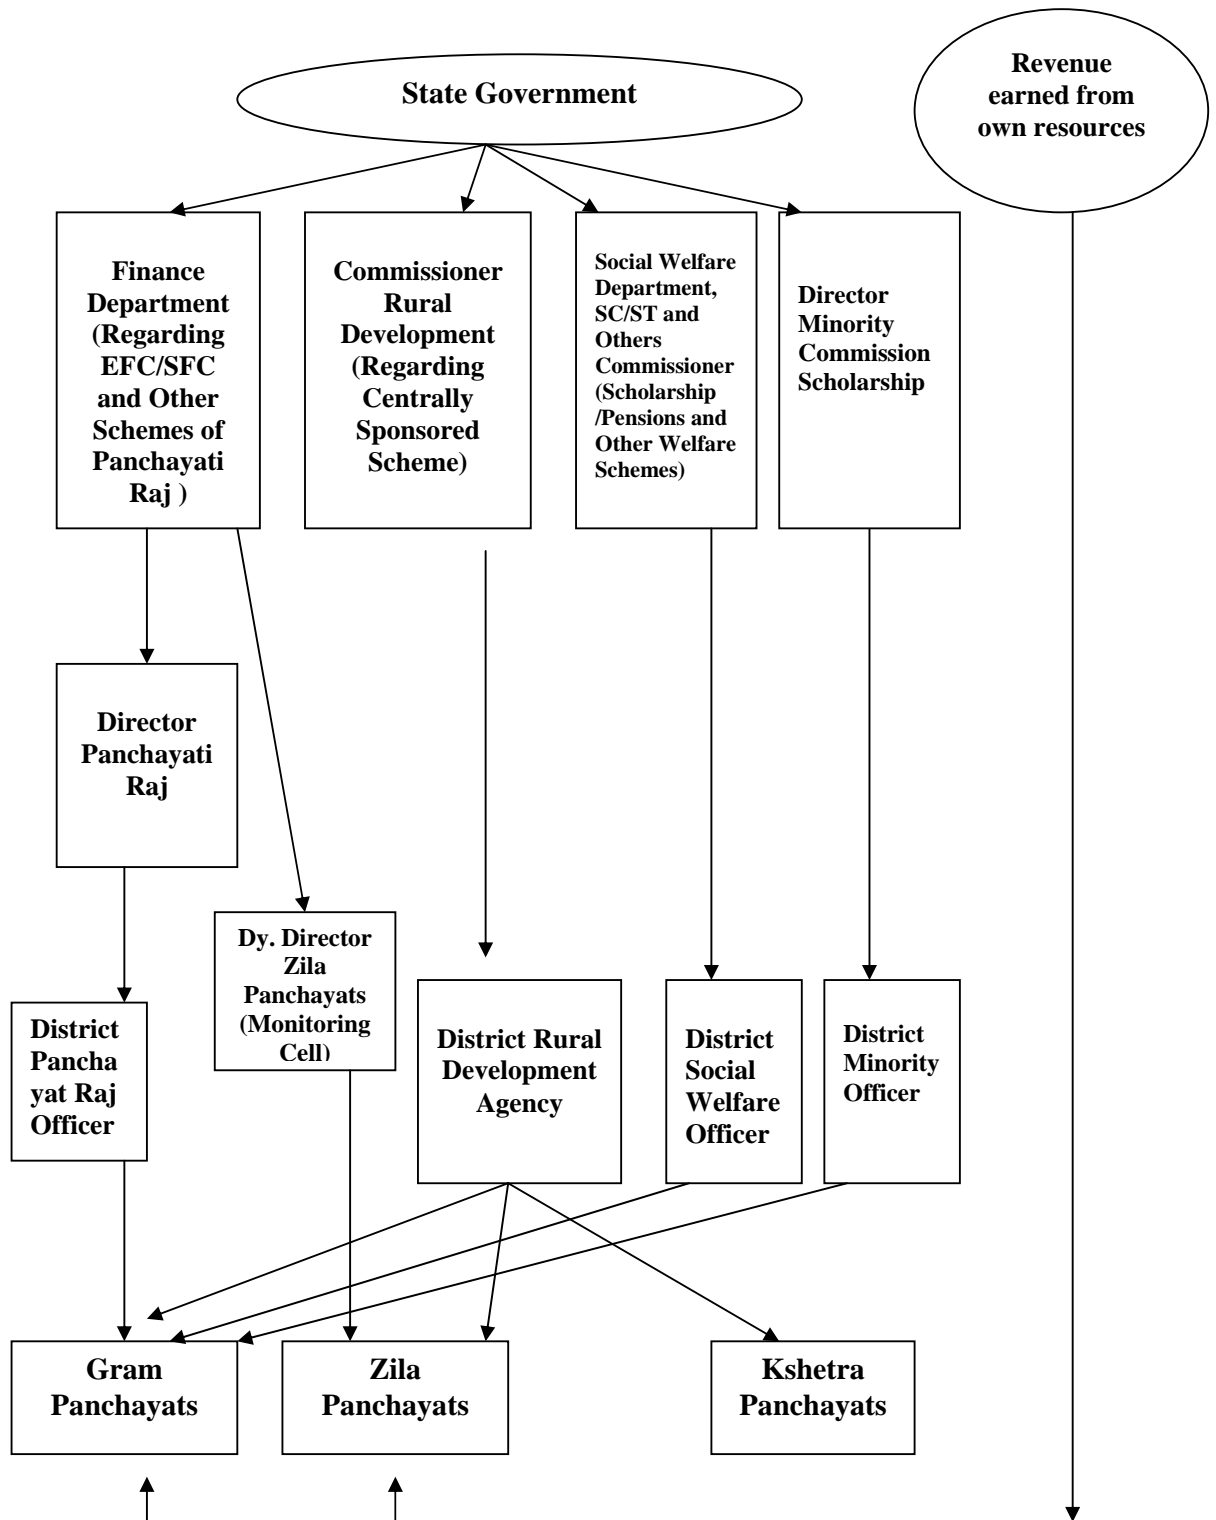 State Government
Revenue
earned from
own resources
Finance
Department
(Regarding
EFC/SFC
and Other
Schemes of
Panchayati
Raj )
Commissioner
Rural
Development
(Regarding
Centrally
Sponsored
Scheme)
Social Welfare
Department,
SC/ST and
Others
Commissioner
(Scholarship
/Pensions and
Other Welfare
Schemes)
Director
Minority
Commission
Scholarship
Director
Panchayati
Raj
Dy. Director
Zila
Panchayats
(Monitoring
Cell)
District
Pancha
yat Raj
Officer
District Rural
Development
Agency
District
Social
Welfare
Officer
District
Minority
Officer
Gram
Panchayats
Zila
Panchayats
Kshetra
Panchayats